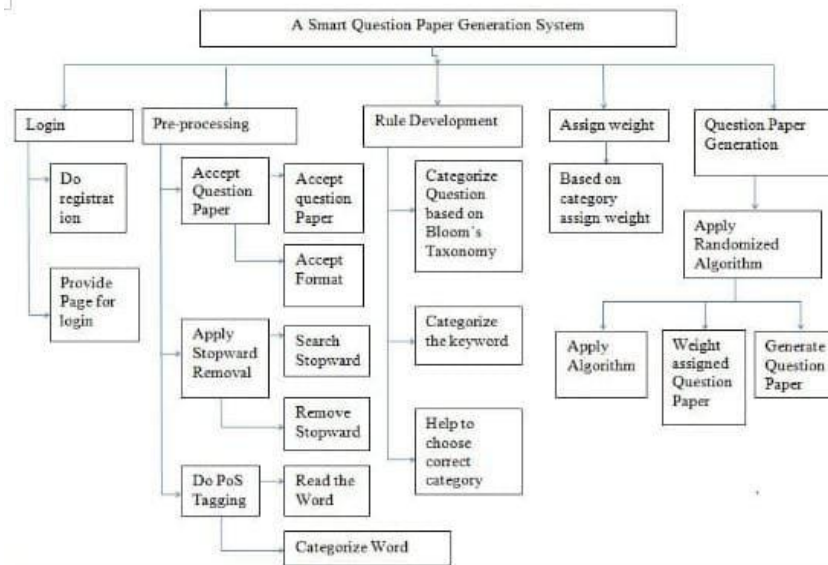 A Smart Question Paper Generation System
Login
Pre-processing
Rule Development
Assign weight
Question Paper
Generation
Do
registrat
ion
Provide
Page for
login
Accept
Question
Paper
Accept
question
Paper
Accept
Format
Apply
Stopward
Removal
Search
Stopward
Remove
Stopward
Do PoS
Tagging
Read the
Word
Categorize Word
Categorize
Question
based on
Bloom's
Taxonomy
Categorize
the keyword
Help to
choose
correct
category
Based on
category
assign weight
Apply
Randomized
Algorithm
Apply
Algorithm
Weight
assigned
Question
Paper
Generate
Question
Paper